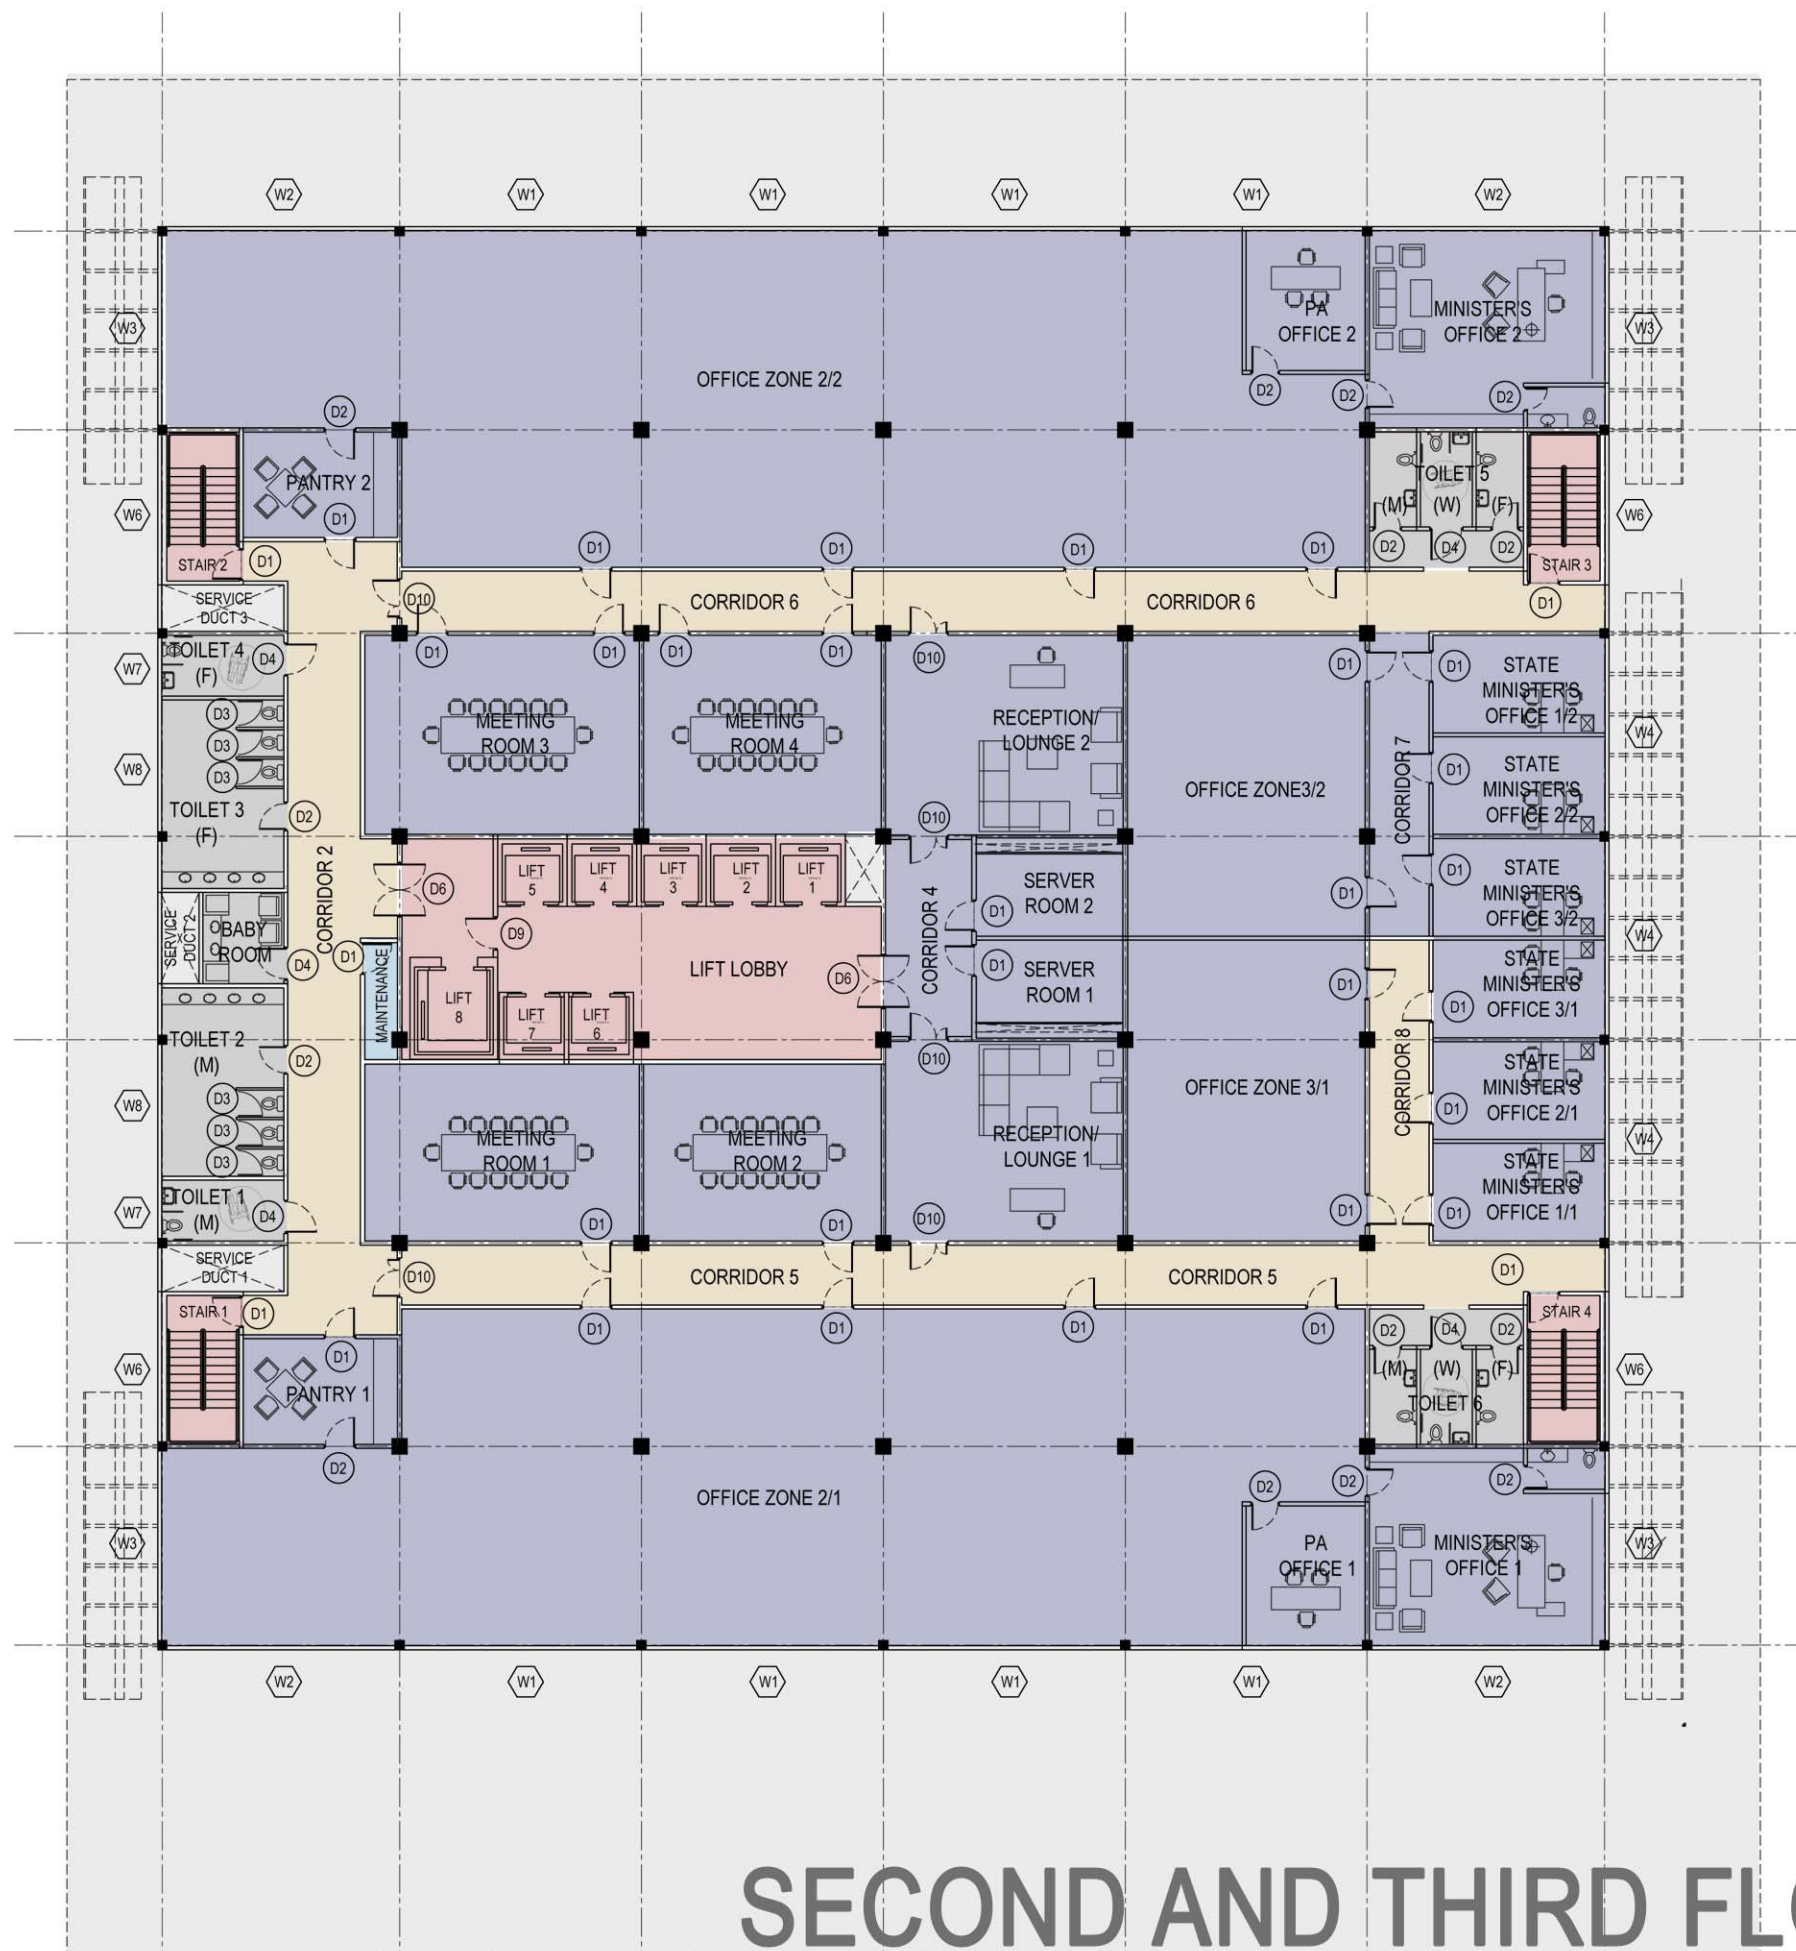 W2 W1 W1 W1 W1 W2
W3 W3
PA
OFFICE 2
MINISTER'S
OFFICE 2
OFFICE ZONE 2/2
D2 D2 D2 D2
PANTRY 2
TOILET 5
(M) (W) (F)
W6 W6
D1 D1 D1 D1 D1 D2 D4 D2
STAIR 2 D1 STAIR 3
SERVICE
DUCT 3
D10 CORRIDOR 6 CORRIDOR 6 D1
TOILET 4
(F)
D4 D1 D1 D1 D1 D10 D1 D1
W7
STATE
MINISTER'S
OFFICE 1/2
D3
D3
D3
MEETING
ROOM 3
MEETING
ROOM 4
RECEPTION/
LOUNGE 2
W4
W8
OFFICE ZONE3/2
CORRIDOR 7
D1
STATE
MINISTER'S
OFFICE 2/2
TOILET 3
(F)
D2 D10
CORRIDOR 2
D6
LIFT
5
LIFT
4
LIFT
3
LIFT
2
LIFT
1
CORRIDOR 4
SERVER
ROOM 2
D1 D1 D1
STATE
MINISTER'S
OFFICE 3/2
SERVICE
DUCT 2
BABY
ROOM
D9
W4
D4 D1
MAINTENANCE
LIFT LOBBY
D6 D1
SERVER
ROOM 1
D1
STATE
MINISTER'S
OFFICE 3/1
D1
LIFT
8
LIFT
7
LIFT
6
TOILET 2
(M)
D2 D10
OFFICE ZONE 3/1
CORRIDOR 8
D1
STATE
MINISTER'S
OFFICE 2/1
W8
D3
D3
D3
MEETING
ROOM 1
MEETING
ROOM 2
RECEPTION/
LOUNGE 1
W4
STATE
MINISTER'S
OFFICE 1/1
W7
TOILET 1
(M)
D4 D1 D1 D10 D1 D1
SERVICE
DUCT 1
D10 CORRIDOR 5 CORRIDOR 5 D1
STAIR 1 D1 STAIR 4
D1 D1 D1 D1 D1 D2 D4 D2
W6 W6
(M) (W) (F)
PANTRY 1
TOILET 6
D2 D2 D2 D2
OFFICE ZONE 2/1
W3 W3
PA
OFFICE 1
MINISTER'S
OFFICE 1
W2 W1 W1 W1 W1 W2
SECOND AND THIRD FLO